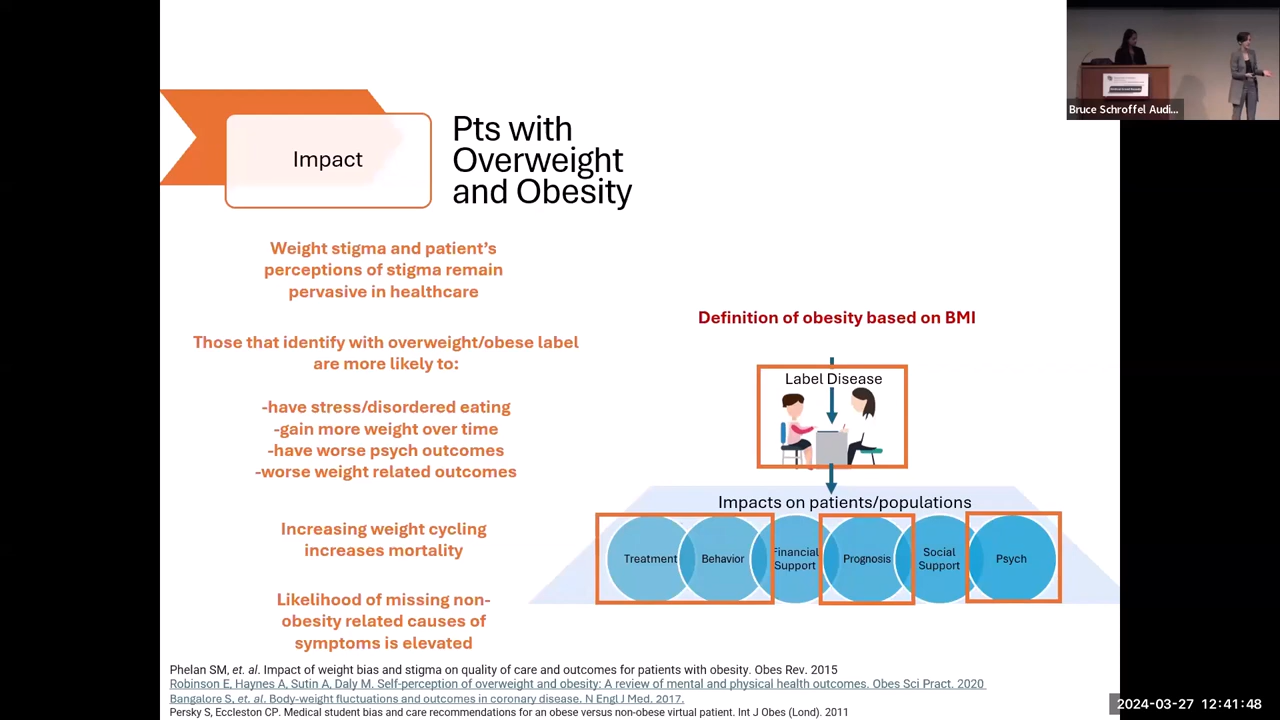 Bruce Schroffel Audi...
Impact
Pts with
Overweight
and Obesity
Weight stigma and patient's
perceptions of stigma remain
pervasive in healthcare
Those that identify with overweight/obese label
are more likely to:
-have stress/disordered eating
-gain more weight over time
-have worse psych outcomes
-worse weight related outcomes
Increasing weight cycling
increases mortality
Likelihood of missing non-
obesity related causes of
symptoms is elevated
Definition of obesity based on BMI
Label Disease
Impacts on patients/populations
Treatment
Behavior
Financial
Support
Prognosis
Social
Support
Psych
Phelan SM, et. al. Impact of weight bias and stigma on quality of care and outcomes for patients with obesity. Obes Rev. 2015
Robinson E, Haynes A, Sutin A, Daly M. Self-perception of overweight and obesity: A review of mental and physical health outcomes. Obes Sci Pract. 2020
Bangalore S, et. al. Body-weight fluctuations and outcomes in coronary disease. N Engl J Med. 2017.
Persky S, Eccleston CP. Medical student bias and care recommendations for an obese versus non-obese virtual patient. Int J Obes (Lond). 2011
2024-03-27 12:41:48